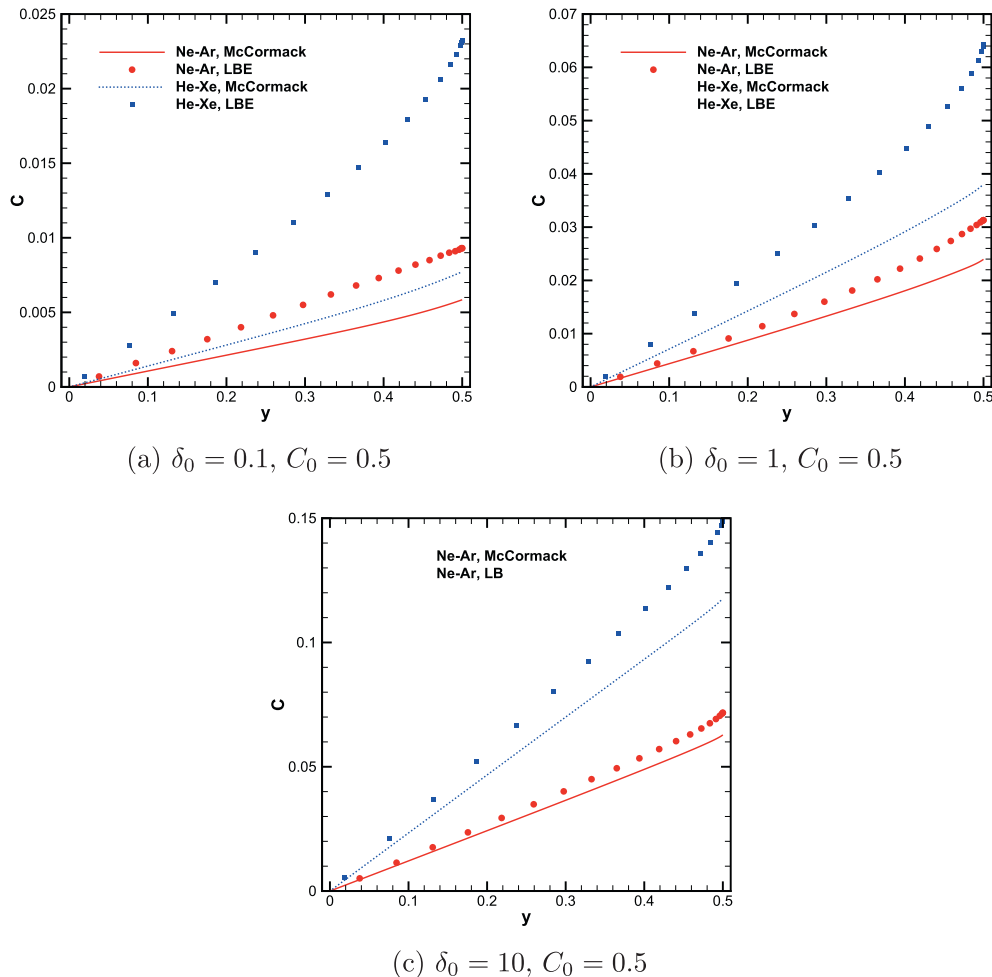 0.025
0.02
0.015
0.01
0.005
0
C
Ne-Ar, McCormack
Ne-Ar, LBE
He-Xe, McCormack
He-Xe, LBE
0 0.1 0.2 0.3 0.4 0.5
y
(a) δ₀ = 0.1, C₀ = 0.5
0.07
0.06
0.05
0.04
0.03
0.02
0.01
0
C
Ne-Ar, McCormack
Ne-Ar, LBE
He-Xe, McCormack
He-Xe, LBE
0 0.1 0.2 0.3 0.4 0.5
y
(b) δ₀ = 1, C₀ = 0.5
0.15
0.1
0.05
0
C
Ne-Ar, McCormack
Ne-Ar, LB
0 0.1 0.2 0.3 0.4 0.5
y
(c) δ₀ = 10, C₀ = 0.5